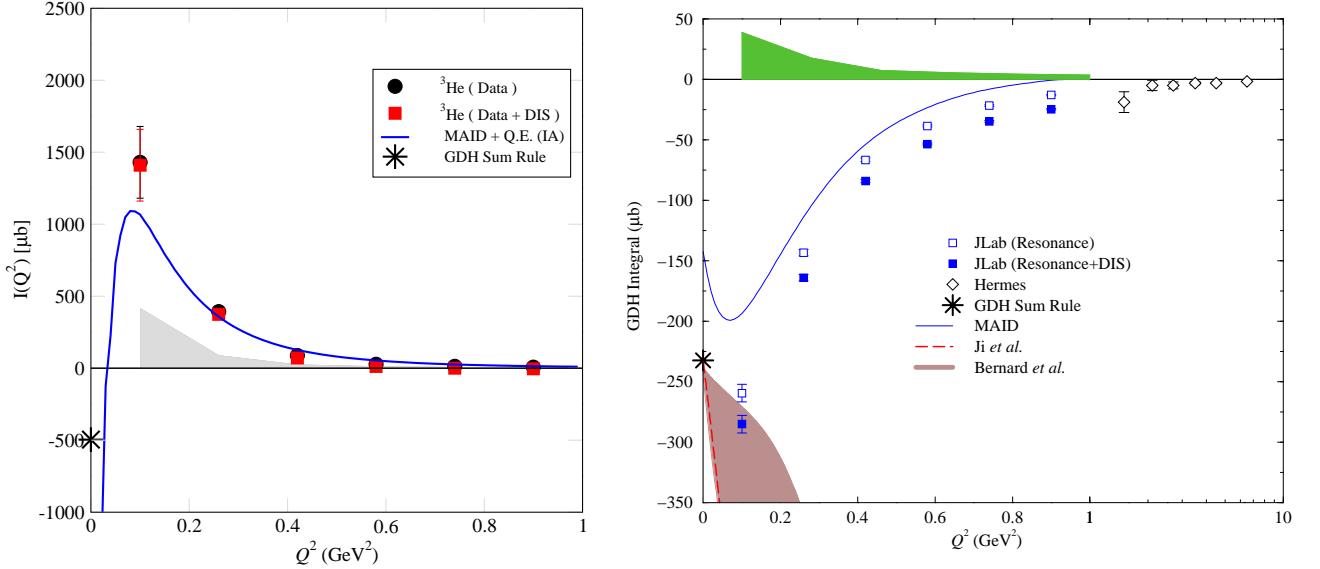 2500
2000
1500
1000
500
0
-500
-1000
I(Q²) [μb]
³He ( Data )
³He ( Data + DIS )
MAID + Q.E. (IA)
GDH Sum Rule
0 0.2 0.4 0.6 0.8 1
Q² (GeV²)
50
0
−50
−100
−150
−200
−250
−300
−350
GDH Integral (μb)
JLab (Resonance)
JLab (Resonance+DIS)
Hermes
GDH Sum Rule
MAID
Ji et al.
Bernard et al.
0 0.2 0.4 0.6 0.8 1 10
Q² (GeV²)